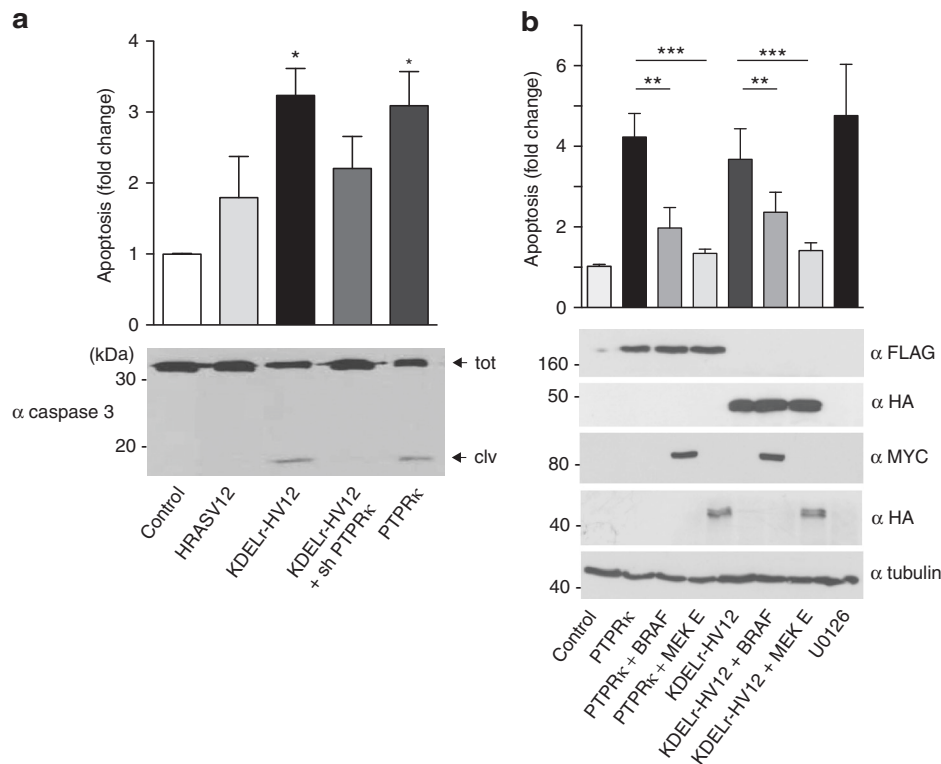 a
Apoptosis (fold change)
4
3
2
1
0
*
*
(kDa)
30
20
α caspase 3
tot
clv
Control
HRASV12
KDELr-HV12
KDELr-HV12
+ sh PTPRκ
PTPRκ
b
Apoptosis (fold change)
6
4
2
0
***
**
***
**
160
α FLAG
50
α HA
80
α MYC
40
α HA
40
α tubulin
Control
PTPRκ
PTPRκ + BRAF
PTPRκ + MEK E
KDELr-HV12
KDELr-HV12 + BRAF
KDELr-HV12 + MEK E
U0126